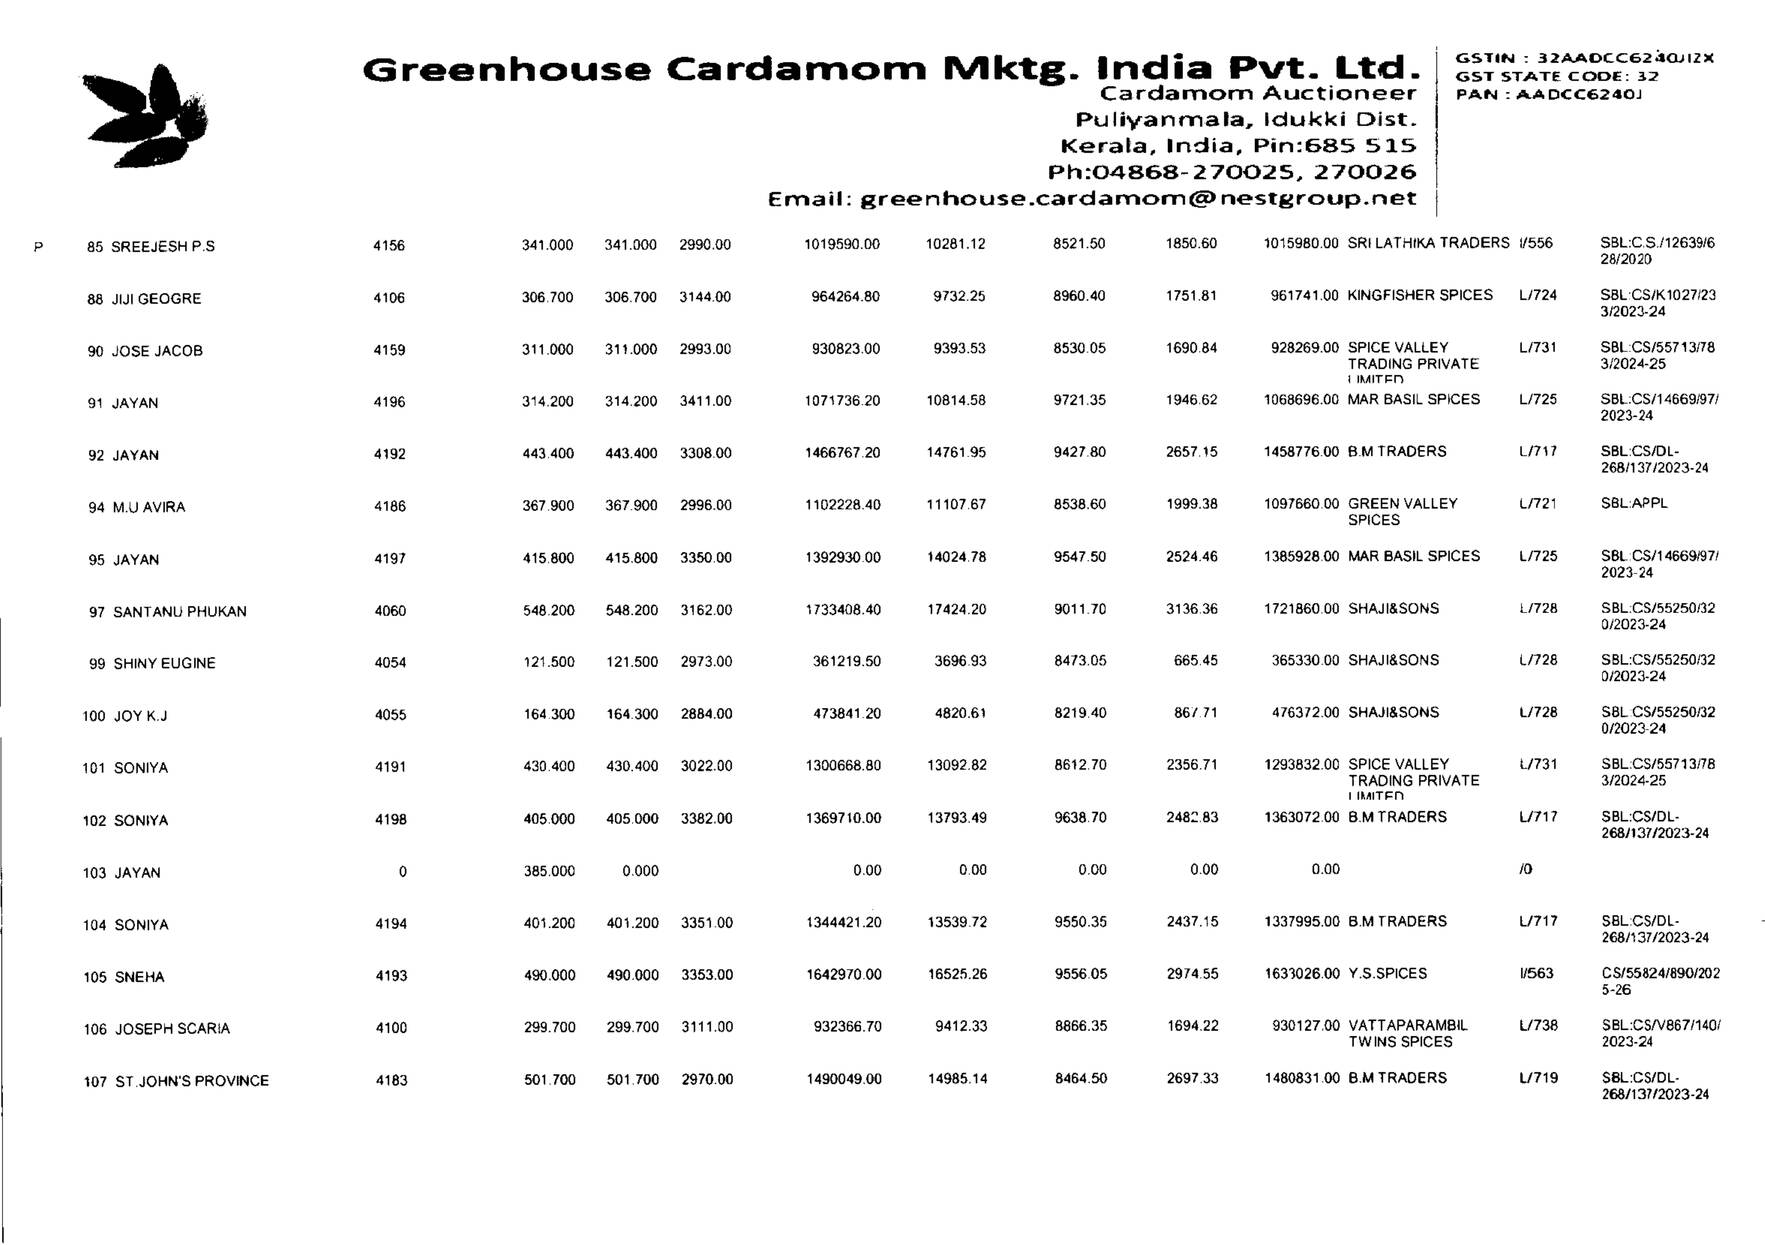 Greenhouse Cardamom Mktg. India Pvt. Ltd.
Cardamom Auctioneer
Puliyanmala, Idukki Dist.
Kerala, India, Pin:685 515
Ph:04868-270025, 270026
Email: greenhouse.cardamom@nestgroup.net
GSTIN : 32AADCC6240J1ZX
GST STATE CODE: 32
PAN : AADCC6240J
P 85 SREEJESH P.S 4156 341.000 341.000 2990.00 1019590.00 10281.12 8521.50 1850.60 1015980.00 SRI LATHIKA TRADERS I/556 SBL:C.S./12639/6
28/2020
88 JIJI GEOGRE 4106 306.700 306.700 3144.00 964264.80 9732.25 8960.40 1751.81 961741.00 KINGFISHER SPICES L/724 SBL:CS/K1027/23
3/2023-24
90 JOSE JACOB 4159 311.000 311.000 2993.00 930823.00 9393.53 8530.05 1690.84 928269.00 SPICE VALLEY L/731 SBL:CS/55713/78
TRADING PRIVATE 3/2024-25
LIMITED
91 JAYAN 4196 314.200 314.200 3411.00 1071736.20 10814.58 9721.35 1946.62 1068696.00 MAR BASIL SPICES L/725 SBL:CS/14669/97/
2023-24
92 JAYAN 4192 443.400 443.400 3308.00 1466767.20 14761.95 9427.80 2657.15 1458776.00 B.M TRADERS L/717 SBL:CS/DL-
268/137/2023-24
94 M.U AVIRA 4186 367.900 367.900 2996.00 1102228.40 11107.67 8538.60 1999.38 1097660.00 GREEN VALLEY L/721 SBL:APPL
SPICES
95 JAYAN 4197 415.800 415.800 3350.00 1392930.00 14024.78 9547.50 2524.46 1385928.00 MAR BASIL SPICES L/725 SBL:CS/14669/97/
2023-24
97 SANTANU PHUKAN 4060 548.200 548.200 3162.00 1733408.40 17424.20 9011.70 3136.36 1721860.00 SHAJI&SONS L/728 SBL:CS/55250/32
0/2023-24
99 SHINY EUGINE 4054 121.500 121.500 2973.00 361219.50 3696.93 8473.05 665.45 365330.00 SHAJI&SONS L/728 SBL:CS/55250/32
0/2023-24
100 JOY K.J 4055 164.300 164.300 2884.00 473841.20 4820.61 8219.40 867.71 476372.00 SHAJI&SONS L/728 SBL:CS/55250/32
0/2023-24
101 SONIYA 4191 430.400 430.400 3022.00 1300668.80 13092.82 8612.70 2356.71 1293832.00 SPICE VALLEY L/731 SBL:CS/55713/78
TRADING PRIVATE 3/2024-25
LIMITED
102 SONIYA 4198 405.000 405.000 3382.00 1369710.00 13793.49 9638.70 2482.83 1363072.00 B.M TRADERS L/717 SBL:CS/DL-
268/137/2023-24
103 JAYAN 0 385.000 0.000 0.00 0.00 0.00 0.00 0.00 /0
104 SONIYA 4194 401.200 401.200 3351.00 1344421.20 13539.72 9550.35 2437.15 1337995.00 B.M TRADERS L/717 SBL:CS/DL-
268/137/2023-24
105 SNEHA 4193 490.000 490.000 3353.00 1642970.00 16525.26 9556.05 2974.55 1633026.00 Y.S.SPICES I/563 CS/55824/890/202
5-26
106 JOSEPH SCARIA 4100 299.700 299.700 3111.00 932366.70 9412.33 8866.35 1694.22 930127.00 VATTAPARAMBIL L/738 SBL:CS/V867/140/
TWINS SPICES 2023-24
107 ST.JOHN'S PROVINCE 4183 501.700 501.700 2970.00 1490049.00 14985.14 8464.50 2697.33 1480831.00 B.M TRADERS L/719 SBL:CS/DL-
268/137/2023-24